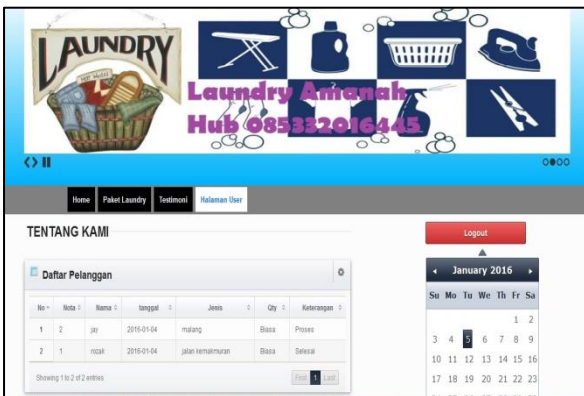 LAUNDRY
Laundry Amanah
Hub 085332016445
Home Paket Laundry Testimoni Halaman User
TENTANG KAMI
Logout
Daftar Pelanggan
January 2016
No Nota Nama tanggal Jenis Qty Keterangan
Su Mo Tu We Th Fr Sa
1 2
1 2 jay 2016-01-04 malang Biasa Proses
3 4 5 6 7 8 9
2 1 rozak 2016-01-04 jalan kemakmuran Biasa Selesai
10 11 12 13 14 15 16
Showing 1 to 2 of 2 entries First 1 Last
17 18 19 20 21 22 23